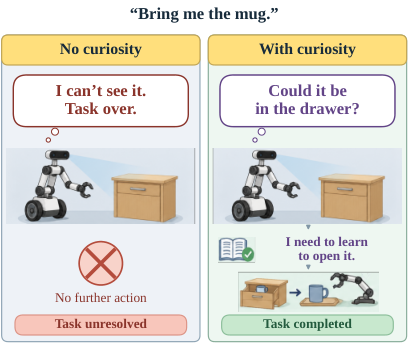 “Bring me the mug.”
No curiosity
I can’t see it.
Task over.
No further action
Task unresolved
With curiosity
Could it be
in the drawer?
I need to learn
to open it.
Task completed